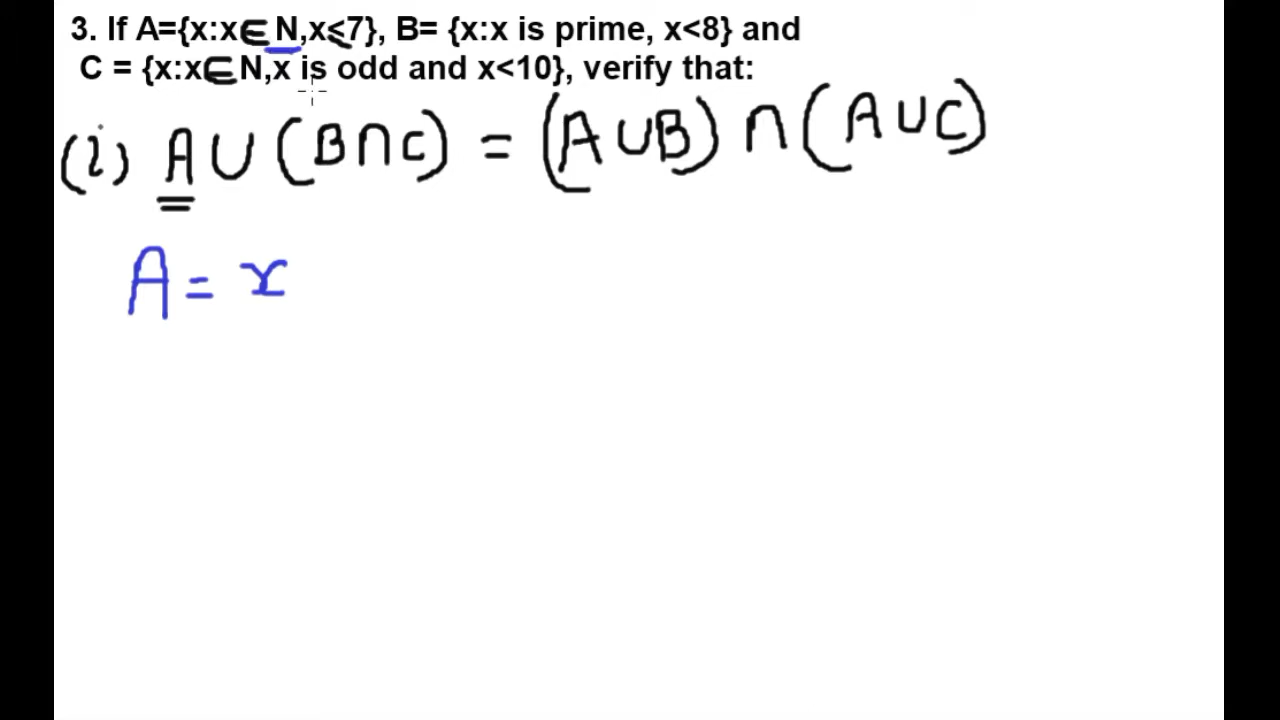 3. If A={x:x∈N,x⩽7}, B= {x:x is prime, x<8} and
C = {x:x∈N,x is odd and x<10}, verify that:
(i) A∪(B∩C) = (A∪B)∩(A∪C)
A= x